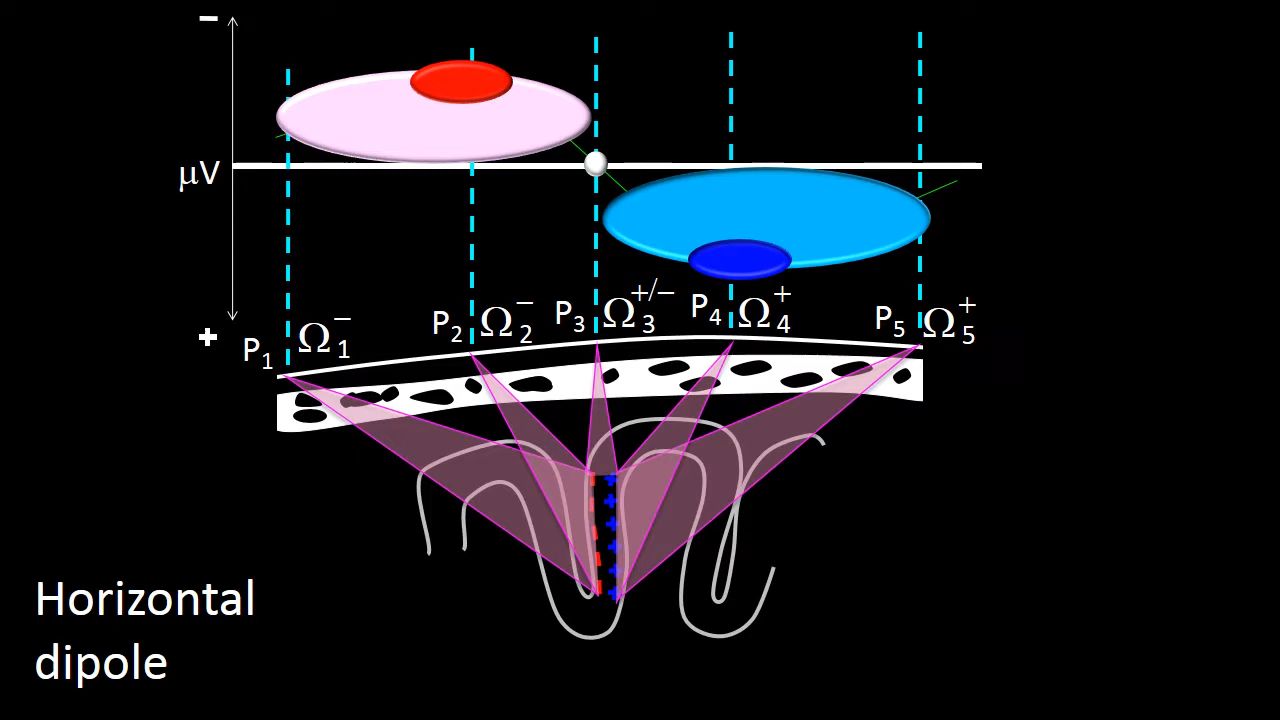 −
μV
+
P₁ Ω₁⁻
P₂ Ω₂⁻
P₃ Ω₃⁺/⁻
P₄ Ω₄⁺
P₅ Ω₅⁺
Horizontal
dipole